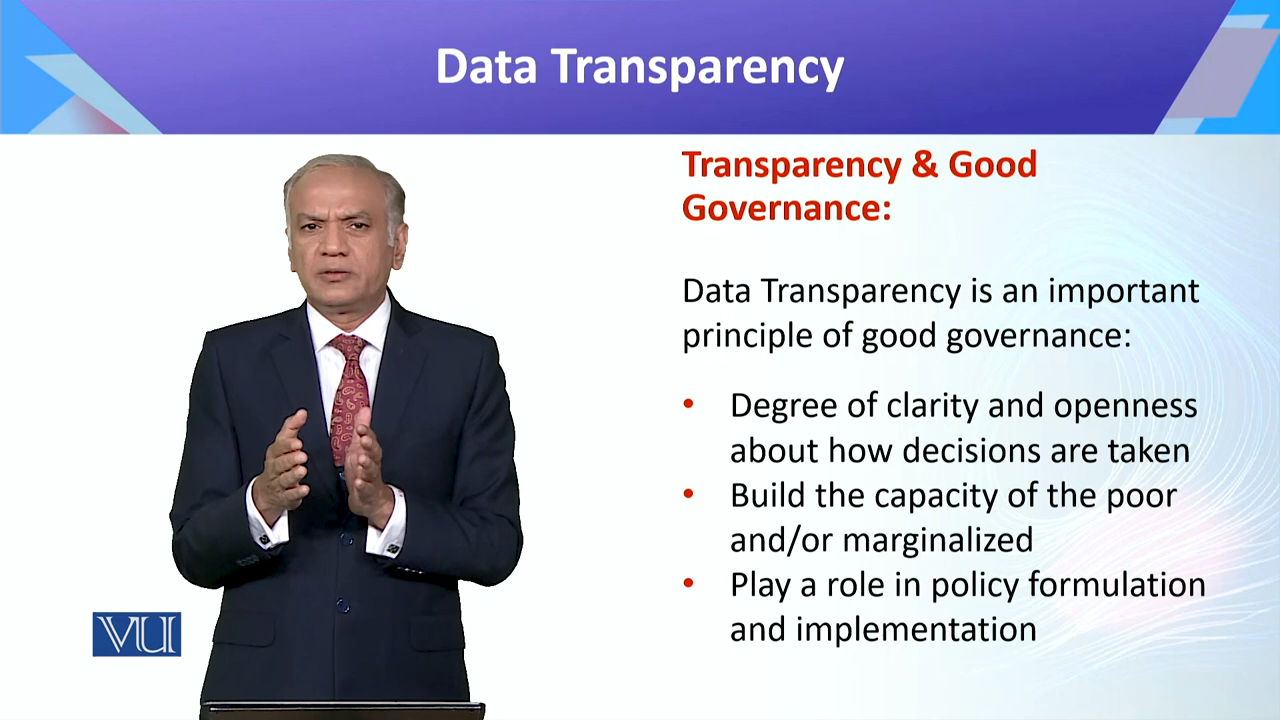 Data Transparency
Transparency & Good
Governance:
Data Transparency is an important
principle of good governance:
• Degree of clarity and openness
about how decisions are taken
• Build the capacity of the poor
and/or marginalized
• Play a role in policy formulation
and implementation
VU